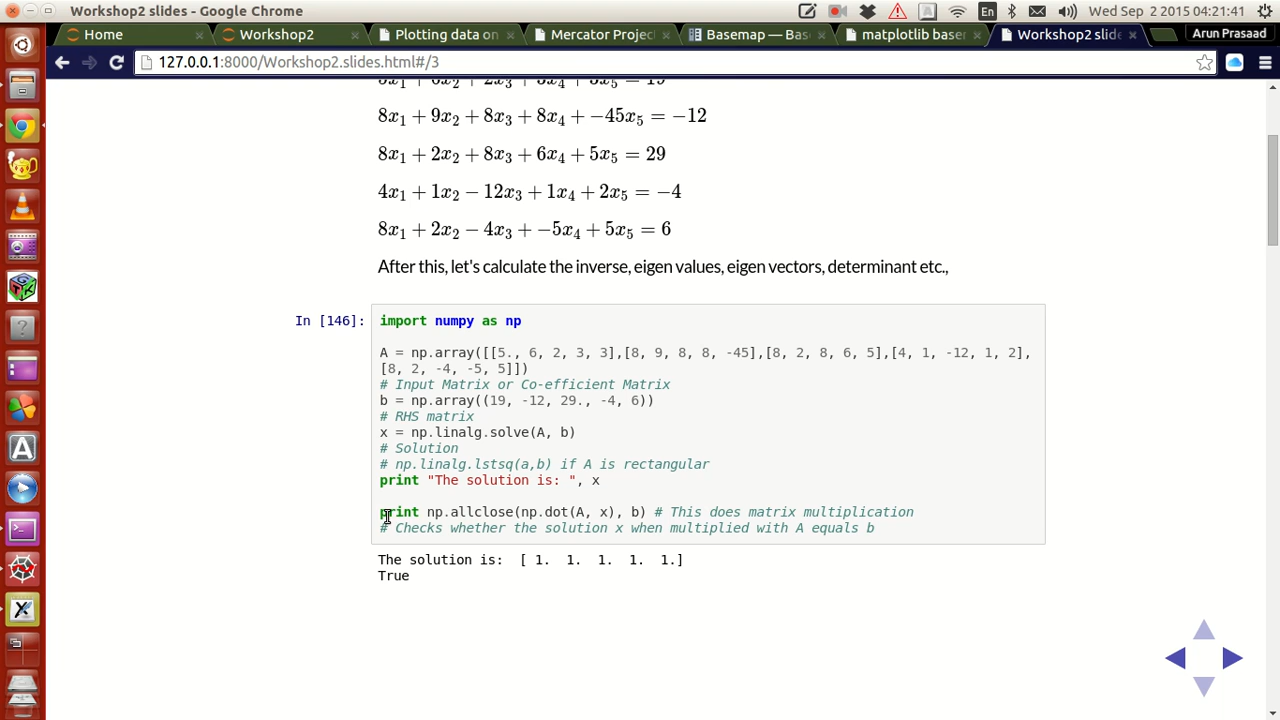 Workshop2 slides - Google Chrome
En
Wed Sep 2 2015 04:21:41
Home
Workshop2
Plotting data on
Mercator Projec
Basemap — Bas
matplotlib baser
Workshop2 slid
Arun Prasaad
127.0.0.1:8000/Workshop2.slides.html#/3
8x1 + 9x2 + 8x3 + 8x4 + −45x5 = −12
8x1 + 2x2 + 8x3 + 6x4 + 5x5 = 29
4x1 + 1x2 − 12x3 + 1x4 + 2x5 = −4
8x1 + 2x2 − 4x3 + −5x4 + 5x5 = 6
After this, let's calculate the inverse, eigen values, eigen vectors, determinant etc.,
In [146]:
import numpy as np
A = np.array([[5., 6, 2, 3, 3],[8, 9, 8, 8, -45],[8, 2, 8, 6, 5],[4, 1, -12, 1, 2],
[8, 2, -4, -5, 5]])
# Input Matrix or Co-efficient Matrix
b = np.array((19, -12, 29., -4, 6))
# RHS matrix
x = np.linalg.solve(A, b)
# Solution
# np.linalg.lstsq(a,b) if A is rectangular
print "The solution is: ", x
print np.allclose(np.dot(A, x), b) # This does matrix multiplication
# Checks whether the solution x when multiplied with A equals b
The solution is:  [ 1.  1.  1.  1.  1.]
True